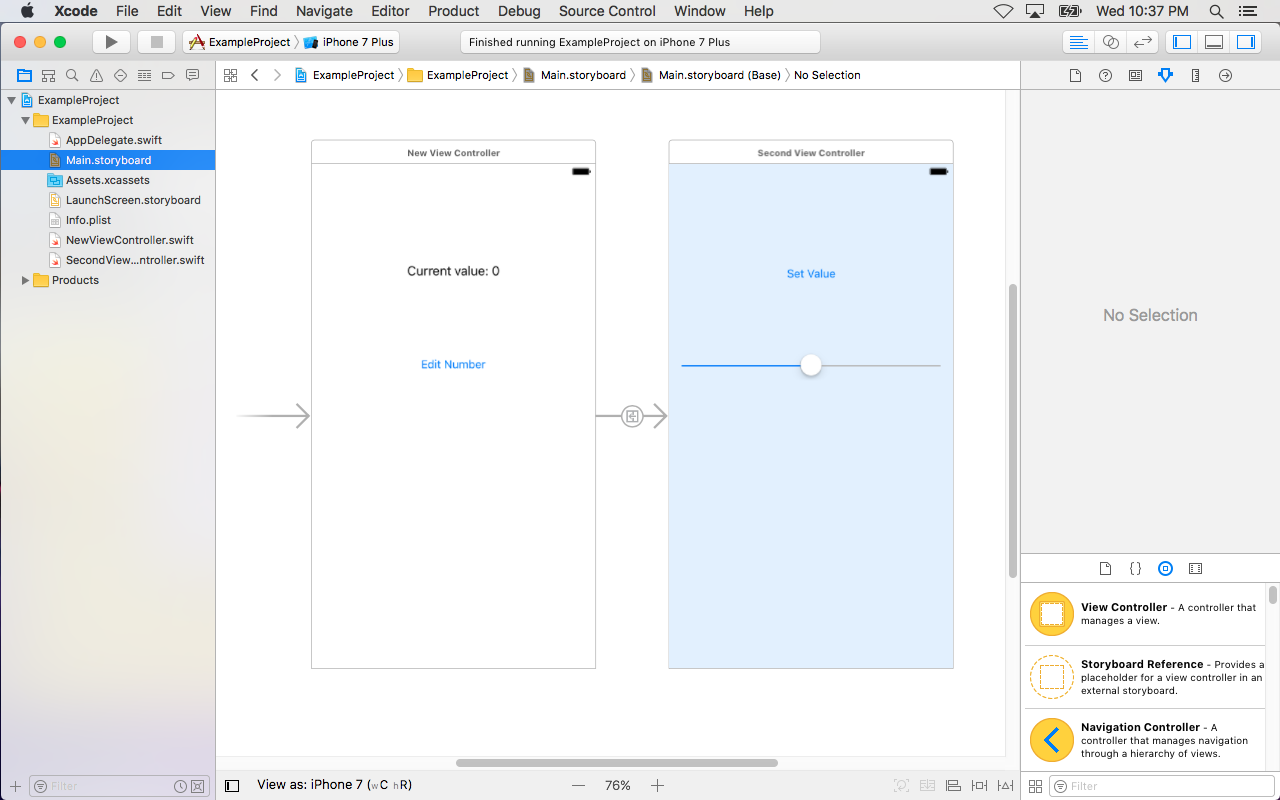 Xcode File Edit View Find Navigate Editor Product Debug Source Control Window Help Wed 10:37 PM
ExampleProject iPhone 7 Plus Finished running ExampleProject on iPhone 7 Plus
ExampleProject ExampleProject Main.storyboard Main.storyboard (Base) No Selection
ExampleProject
ExampleProject
AppDelegate.swift
Main.storyboard
Assets.xcassets
LaunchScreen.storyboard
Info.plist
NewViewController.swift
SecondView...ntroller.swift
Products
Filter
New View Controller
Current value: 0
Edit Number
Second View Controller
Set Value
View as: iPhone 7 (wC hR)
76%
No Selection
{}
View Controller - A controller that
manages a view.
Storyboard Reference - Provides a
placeholder for a view controller in an
external storyboard.
Navigation Controller - A
controller that manages navigation
through a hierarchy of views.
Filter